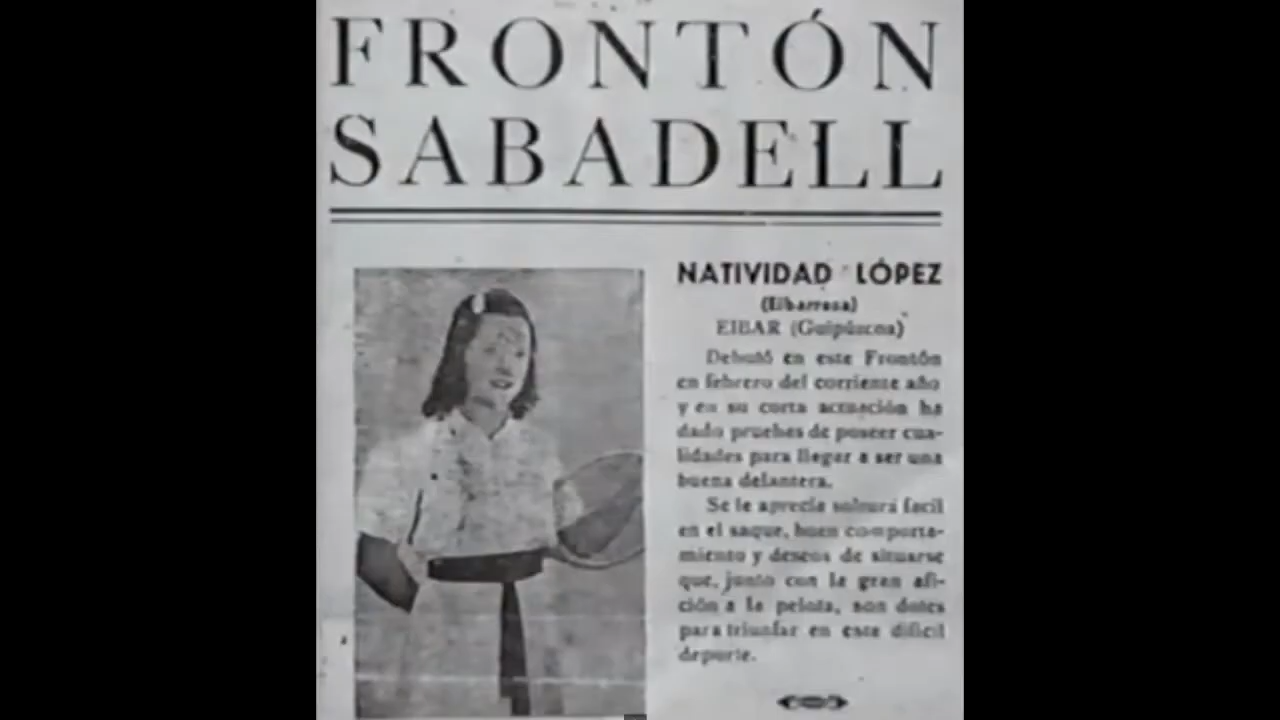 FRONTÓN
SABADELL
NATIVIDAD LÓPEZ
(Eibarresa)
EIBAR (Guipúzcoa)
Debutó en este Frontón
en febrero del corriente año
y en su corta actuación ha
dado pruebas de poseer cua-
lidades para llegar a ser una
buena delantera.
Se le aprecia soltura facil
en el saque, buen comporta-
miento y deseos de situarse
que, junto con la gran afi-
ción a la pelota, son dotes
para triunfar en este dificil
deporte.